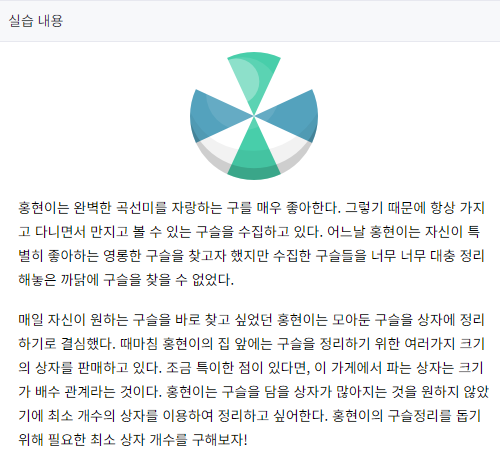 실습 내용
홍현이는 완벽한 곡선미를 자랑하는 구를 매우 좋아한다. 그렇기 때문에 항상 가지
고 다니면서 만지고 볼 수 있는 구슬을 수집하고 있다. 어느날 홍현이는 자신이 특
별히 좋아하는 영롱한 구슬을 찾고자 했지만 수집한 구슬들을 너무 너무 대충 정리
해놓은 까닭에 구슬을 찾을 수 없었다.
매일 자신이 원하는 구슬을 바로 찾고 싶었던 홍현이는 모아둔 구슬을 상자에 정리
하기로 결심했다. 때마침 홍현이의 집 앞에는 구슬을 정리하기 위한 여러가지 크기
의 상자를 판매하고 있다. 조금 특이한 점이 있다면, 이 가게에서 파는 상자는 크기
가 배수 관계라는 것이다. 홍현이는 구슬을 담을 상자가 많아지는 것을 원하지 않았
기에 최소 개수의 상자를 이용하여 정리하고 싶어한다. 홍현이의 구슬정리를 돕기
위해 필요한 최소 상자 개수를 구해보자!